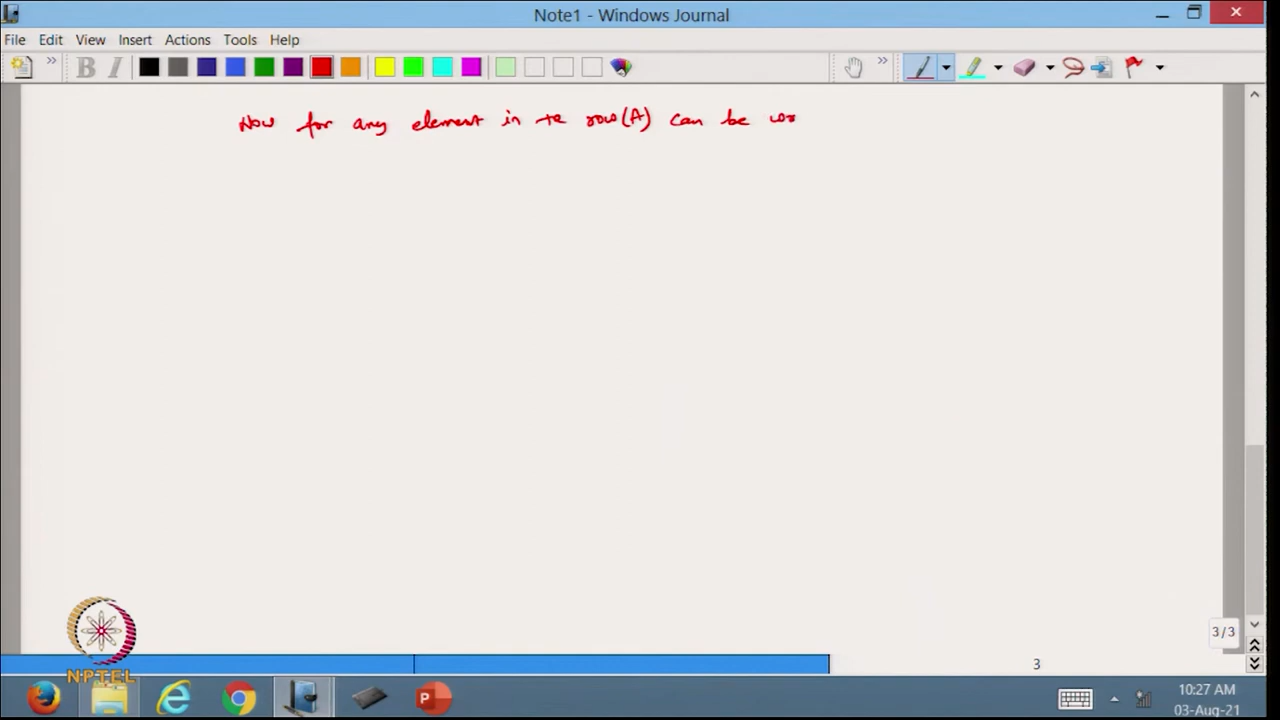 Note1 - Windows Journal
File Edit View Insert Actions Tools Help
B I
Now for any element in te row(A) can be wr
3/3
3
NPTEL
10:27 AM
03-Aug-21